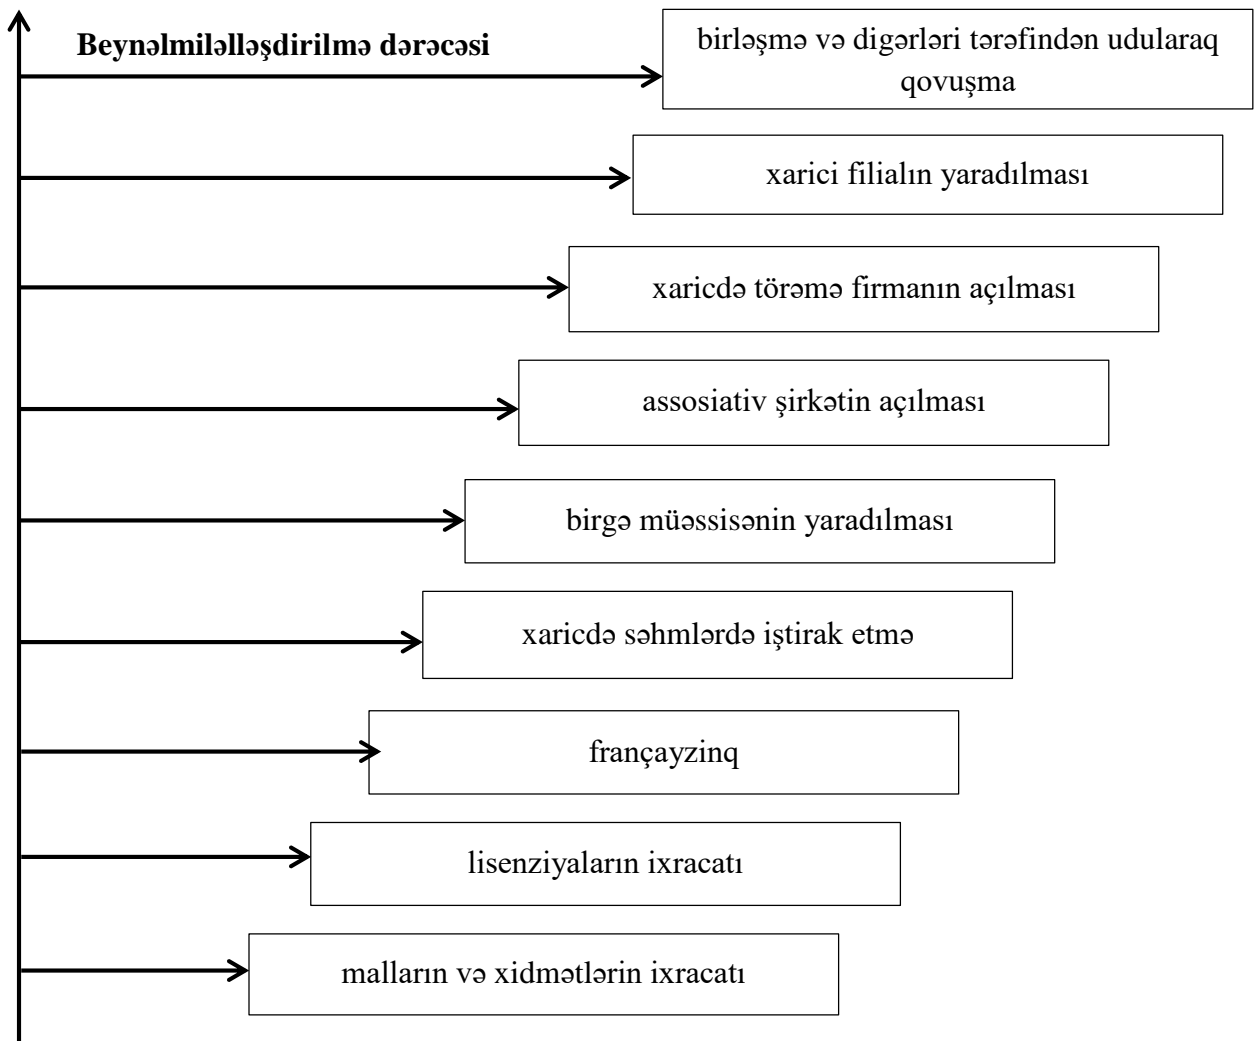 Beynəlmiləlləşdirilmə dərəcəsi
birləşmə və digərləri tərəfindən udularaq
qovuşma
xarici filialın yaradılması
xaricdə törəmə firmanın açılması
assosiativ şirkətin açılması
birgə müəssisənin yaradılması
xaricdə səhmlərdə iştirak etmə
françayzinq
lisenziyaların ixracatı
malların və xidmətlərin ixracatı